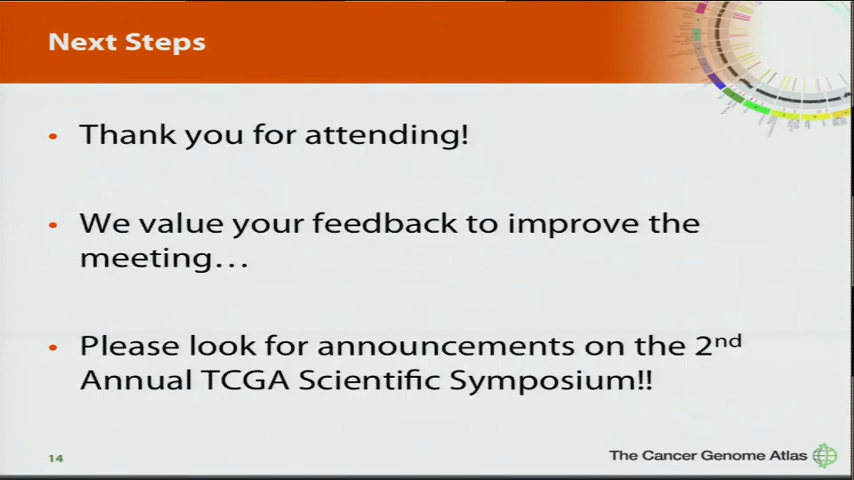 Next Steps
• Thank you for attending!
• We value your feedback to improve the
meeting…
• Please look for announcements on the 2nd
Annual TCGA Scientific Symposium!!
14
The Cancer Genome Atlas